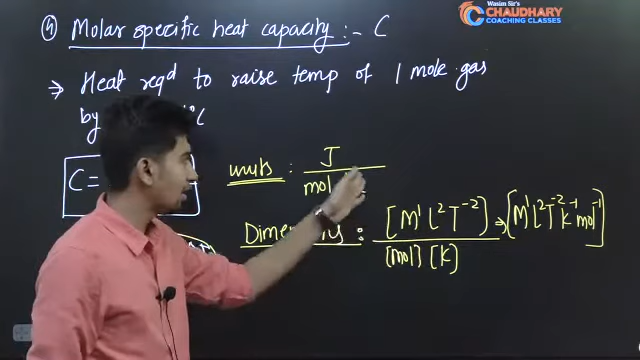 Wasim Sir's
CHAUDHARY
COACHING CLASSES
4) Molar specific heat capacity :- C
→ Heat reqd to raise temp of 1 mole gas
by
C =
units : J
mol
Dimensions : [M¹ L² T⁻²] → [M¹ L² T⁻² K⁻¹ mol⁻¹]
[mol] [K]